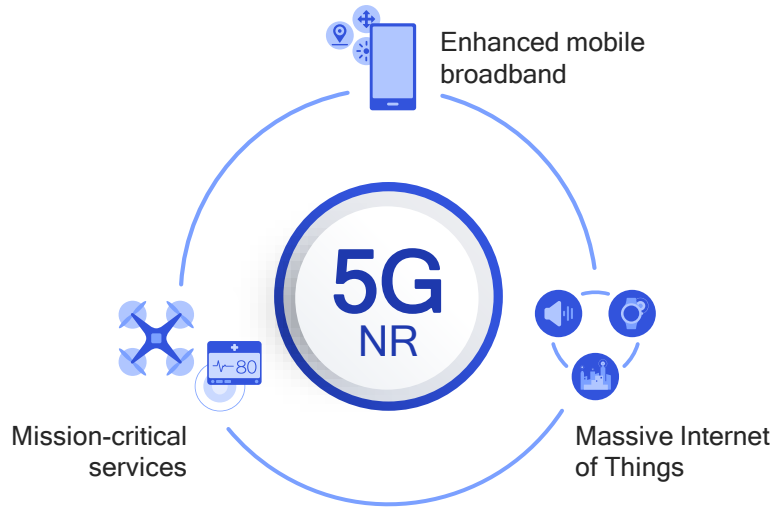 Enhanced mobile
broadband
5G
NR
80
Mission-critical
services
Massive Internet
of Things